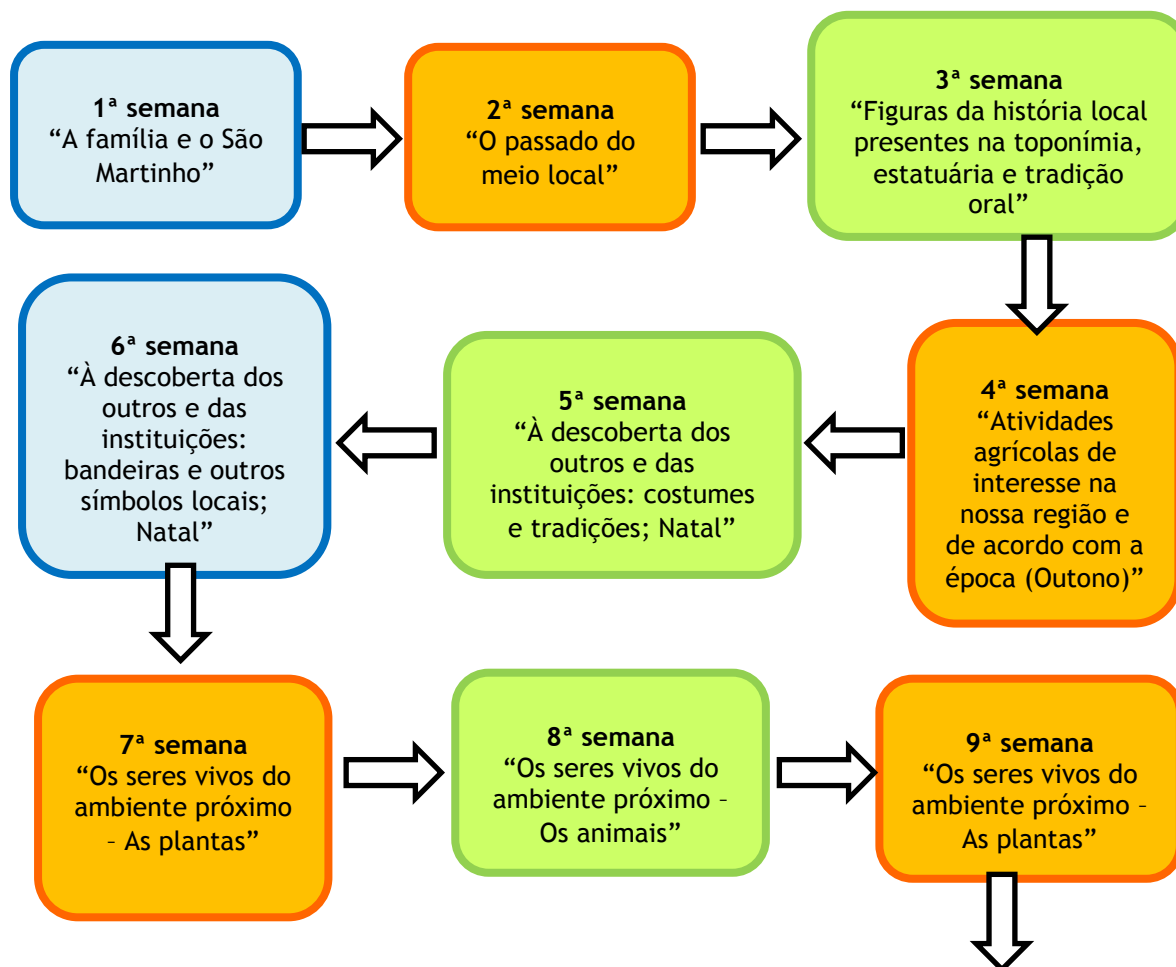 1ª semana
“A família e o São
Martinho”
2ª semana
“O passado do
meio local”
3ª semana
“Figuras da história local
presentes na toponímia,
estatuária e tradição
oral”
4ª semana
“Atividades
agrícolas de
interesse na
nossa região e
de acordo com a
época (Outono)”
5ª semana
“À descoberta dos
outros e das
instituições: costumes
e tradições; Natal”
6ª semana
“À descoberta dos
outros e das
instituições:
bandeiras e outros
símbolos locais;
Natal”
7ª semana
“Os seres vivos do
ambiente próximo
– As plantas”
8ª semana
“Os seres vivos do
ambiente próximo –
Os animais”
9ª semana
“Os seres vivos do
ambiente próximo –
As plantas”